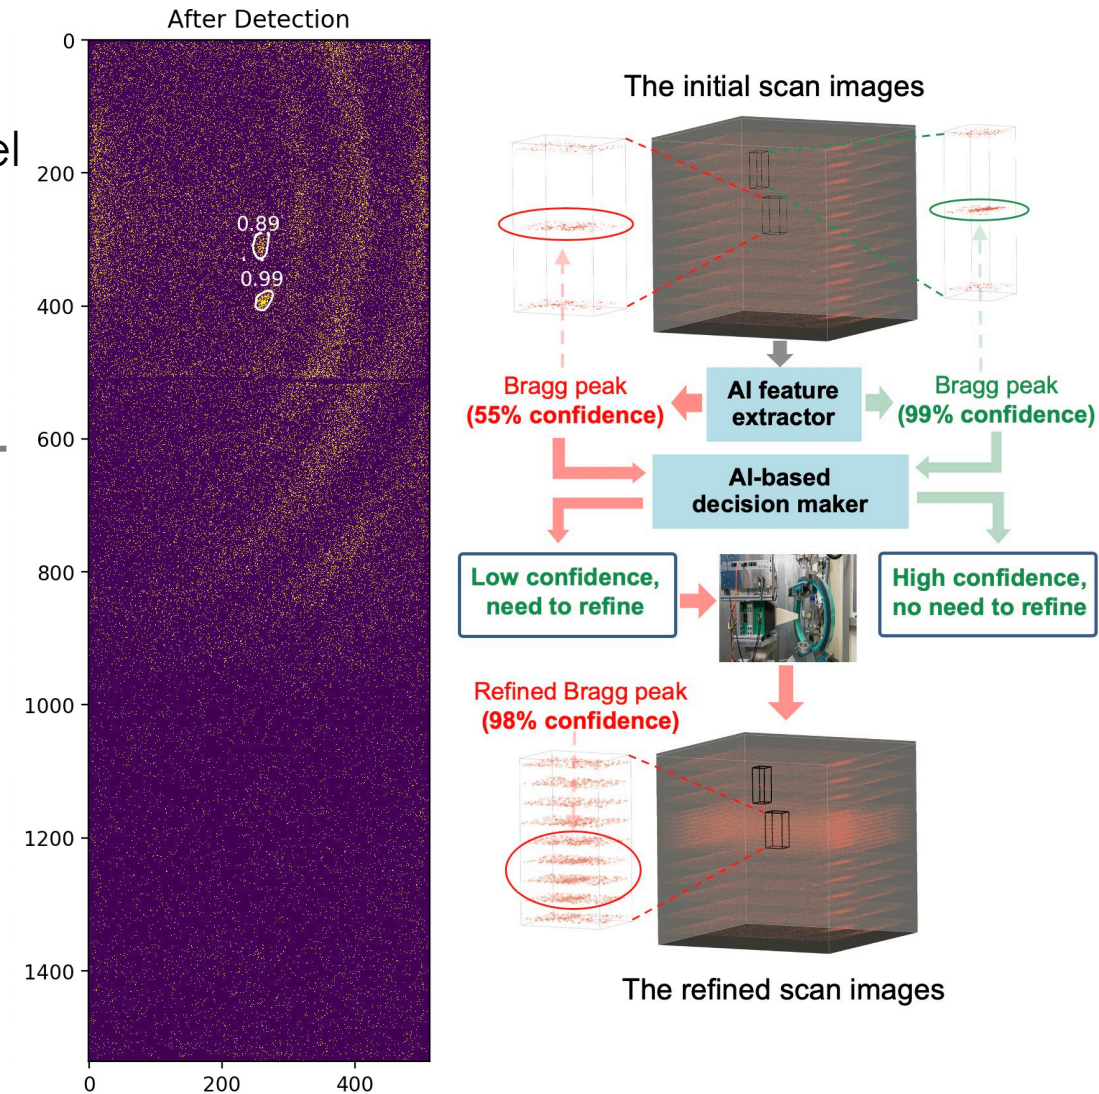 After Detection
el
0
200
400
600
800
1000
1200
1400
0
200
400
0.89
0.99
The initial scan images
Bragg peak
(55% confidence)
AI feature
extractor
Bragg peak
(99% confidence)
AI-based
decision maker
Low confidence,
need to refine
High confidence,
no need to refine
Refined Bragg peak
(98% confidence)
The refined scan images